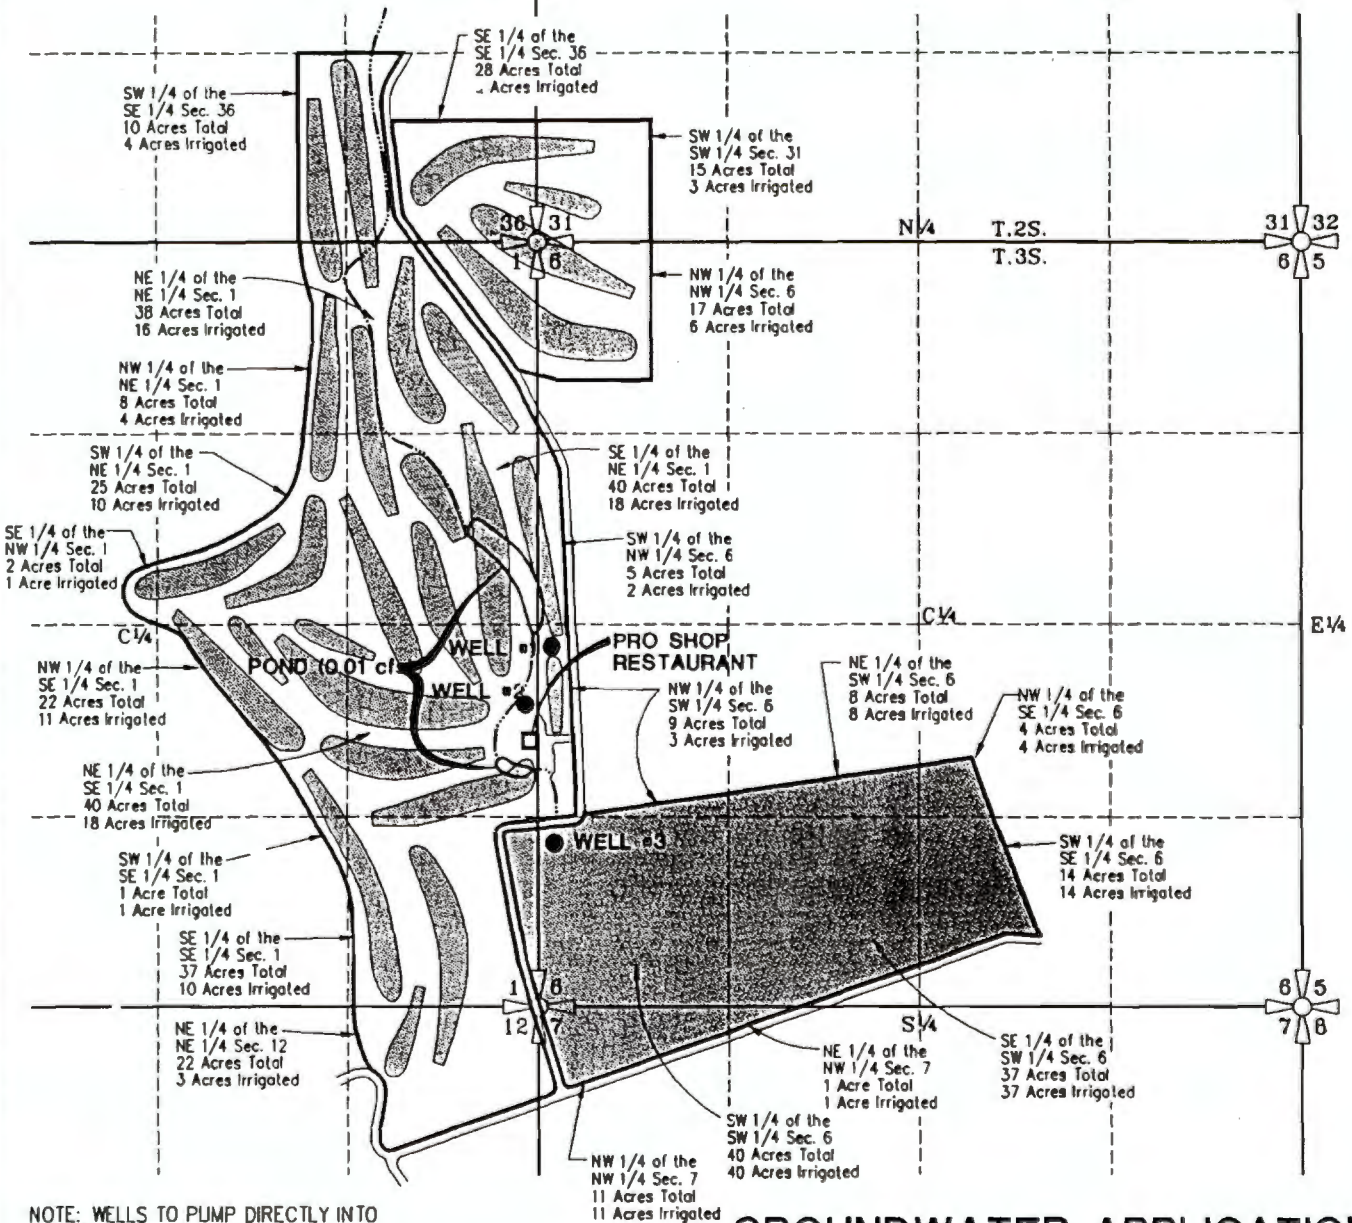 SE 1/4 of the
SE 1/4 Sec. 36
28 Acres Total
Acres Irrigated
SW 1/4 of the
SE 1/4 Sec. 36
10 Acres Total
4 Acres Irrigated
SW 1/4 of the
SW 1/4 Sec. 31
15 Acres Total
3 Acres Irrigated
36 31
1 6
N 1/4
T.2S.
T.3S.
31 32
6 5
NE 1/4 of the
NE 1/4 Sec. 1
38 Acres Total
16 Acres Irrigated
NW 1/4 of the
NW 1/4 Sec. 6
17 Acres Total
6 Acres Irrigated
NW 1/4 of the
NE 1/4 Sec. 1
8 Acres Total
4 Acres Irrigated
SW 1/4 of the
NE 1/4 Sec. 1
25 Acres Total
10 Acres Irrigated
SE 1/4 of the
NE 1/4 Sec. 1
40 Acres Total
18 Acres Irrigated
SE 1/4 of the
NW 1/4 Sec. 1
2 Acres Total
1 Acre Irrigated
SW 1/4 of the
NW 1/4 Sec. 6
5 Acres Total
2 Acres Irrigated
C 1/4
C 1/4
E 1/4
WELL #1
PRO SHOP
RESTAURANT
POND (0.01 cfs)
WELL #2
NW 1/4 of the
SE 1/4 Sec. 1
22 Acres Total
11 Acres Irrigated
NW 1/4 of the
SW 1/4 Sec. 6
9 Acres Total
3 Acres Irrigated
NE 1/4 of the
SW 1/4 Sec. 6
8 Acres Total
8 Acres Irrigated
NW 1/4 of the
SE 1/4 Sec. 6
4 Acres Total
4 Acres Irrigated
NE 1/4 of the
SE 1/4 Sec. 1
40 Acres Total
18 Acres Irrigated
WELL #3
SW 1/4 of the
SE 1/4 Sec. 1
1 Acre Total
1 Acre Irrigated
SW 1/4 of the
SE 1/4 Sec. 6
14 Acres Total
14 Acres Irrigated
SE 1/4 of the
SE 1/4 Sec. 1
37 Acres Total
10 Acres Irrigated
1 6
12 7
S 1/4
6 5
7 8
NE 1/4 of the
NE 1/4 Sec. 12
22 Acres Total
3 Acres Irrigated
NE 1/4 of the
NW 1/4 Sec. 7
1 Acre Total
1 Acre Irrigated
SE 1/4 of the
SW 1/4 Sec. 6
37 Acres Total
37 Acres Irrigated
SW 1/4 of the
SW 1/4 Sec. 6
40 Acres Total
40 Acres Irrigated
NW 1/4 of the
NW 1/4 Sec. 7
11 Acres Total
11 Acres Irrigated
NOTE: WELLS TO PUMP DIRECTLY INTO
GROUNDWATER APPLICATION